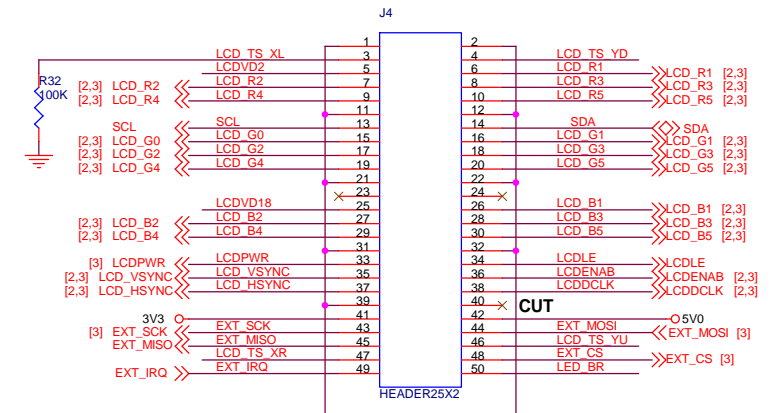 J4
1 2
LCD_TS_XL 3 4 LCD_TS_YD
LCDVD2 5 6 LCD_R1 LCD_R1 [2,3]
R32 [2,3] LCD_R2 LCD_R2 7 8 LCD_R3 LCD_R3 [2,3]
100K [2,3] LCD_R4 LCD_R4 9 10 LCD_R5 LCD_R5 [2,3]
11 12
SCL SCL 13 14 SDA SDA
[2,3] LCD_G0 LCD_G0 15 16 LCD_G1 LCD_G1 [2,3]
[2,3] LCD_G2 LCD_G2 17 18 LCD_G3 LCD_G3 [2,3]
[2,3] LCD_G4 LCD_G4 19 20 LCD_G5 LCD_G5 [2,3]
21 22
23 24
LCDVD18 25 26 LCD_B1 LCD_B1 [2,3]
[2,3] LCD_B2 LCD_B2 27 28 LCD_B3 LCD_B3 [2,3]
[2,3] LCD_B4 LCD_B4 29 30 LCD_B5 LCD_B5 [2,3]
31 32
[3] LCDPWR LCDPWR 33 34 LCDLE LCDLE
[2,3] LCD_VSYNC LCD_VSYNC 35 36 LCDENAB LCDENAB [2,3]
[2,3] LCD_HSYNC LCD_HSYNC 37 38 LCDDCLK LCDDCLK [2,3]
39 40 CUT
3V3 41 42 5V0
[3] EXT_SCK EXT_SCK 43 44 EXT_MOSI EXT_MOSI [3]
EXT_MISO EXT_MISO 45 46 LCD_TS_YU
LCD_TS_XR 47 48 EXT_CS EXT_CS [3]
EXT_IRQ EXT_IRQ 49 50 LED_BR
HEADER25X2